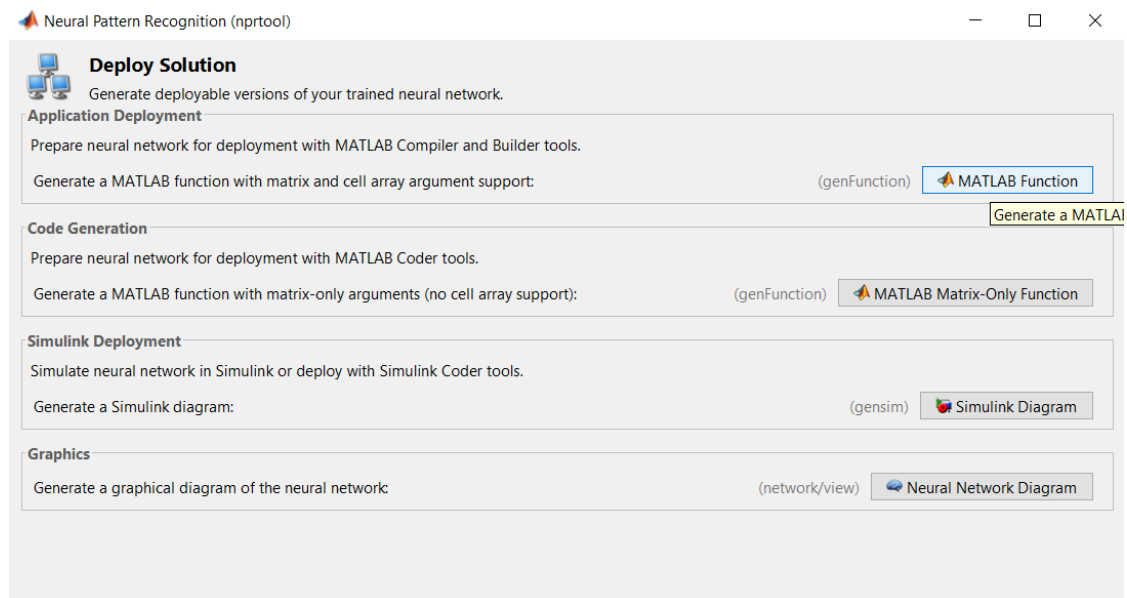 Neural Pattern Recognition (nprtool)
Deploy Solution
Generate deployable versions of your trained neural network.
Application Deployment
Prepare neural network for deployment with MATLAB Compiler and Builder tools.
Generate a MATLAB function with matrix and cell array argument support: (genFunction) MATLAB Function
Generate a MATLAB
Code Generation
Prepare neural network for deployment with MATLAB Coder tools.
Generate a MATLAB function with matrix-only arguments (no cell array support): (genFunction) MATLAB Matrix-Only Function
Simulink Deployment
Simulate neural network in Simulink or deploy with Simulink Coder tools.
Generate a Simulink diagram: (gensim) Simulink Diagram
Graphics
Generate a graphical diagram of the neural network: (network/view) Neural Network Diagram